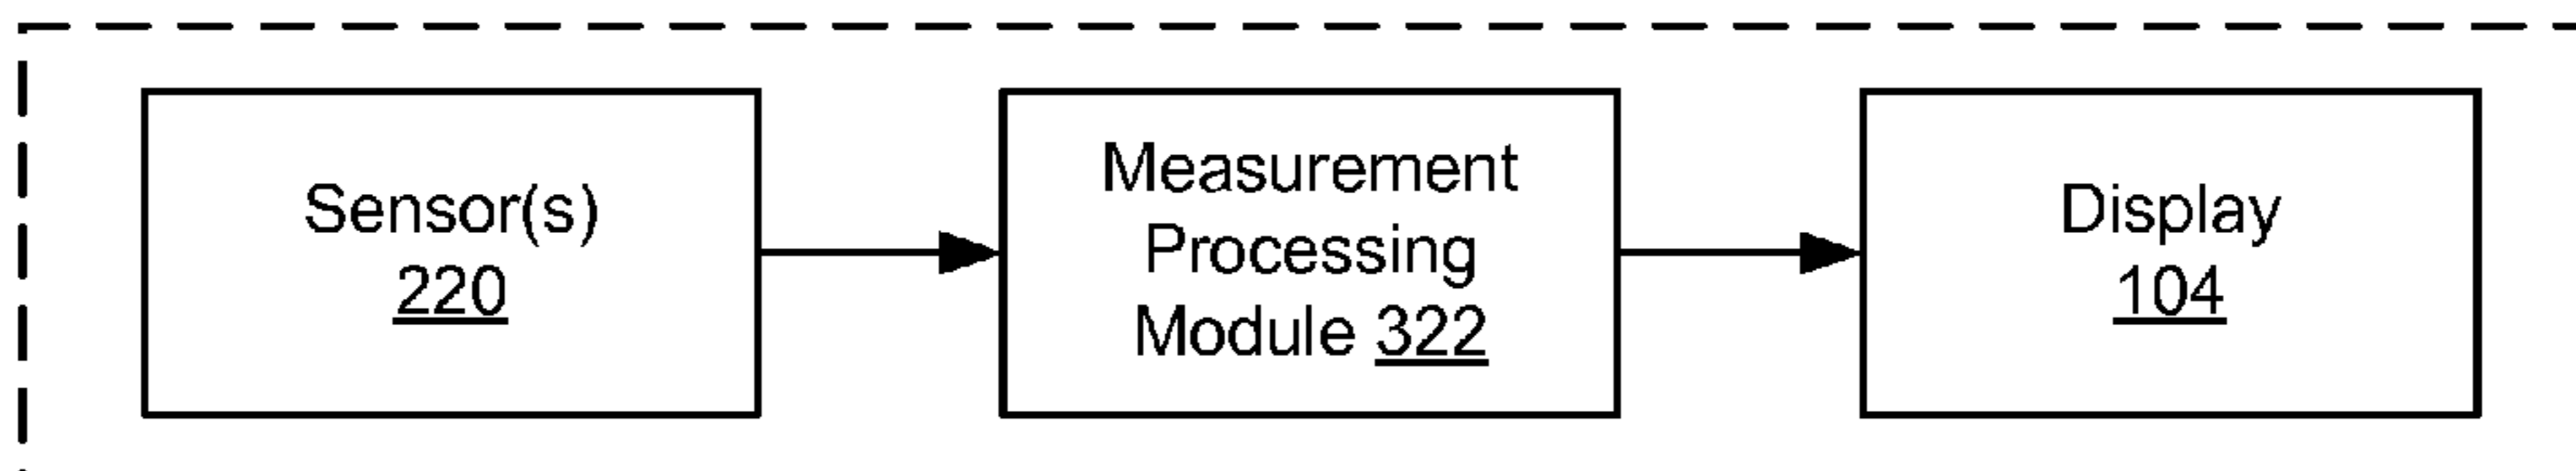 Sensor(s)
220
Measurement
Processing
Module 322
Display
104